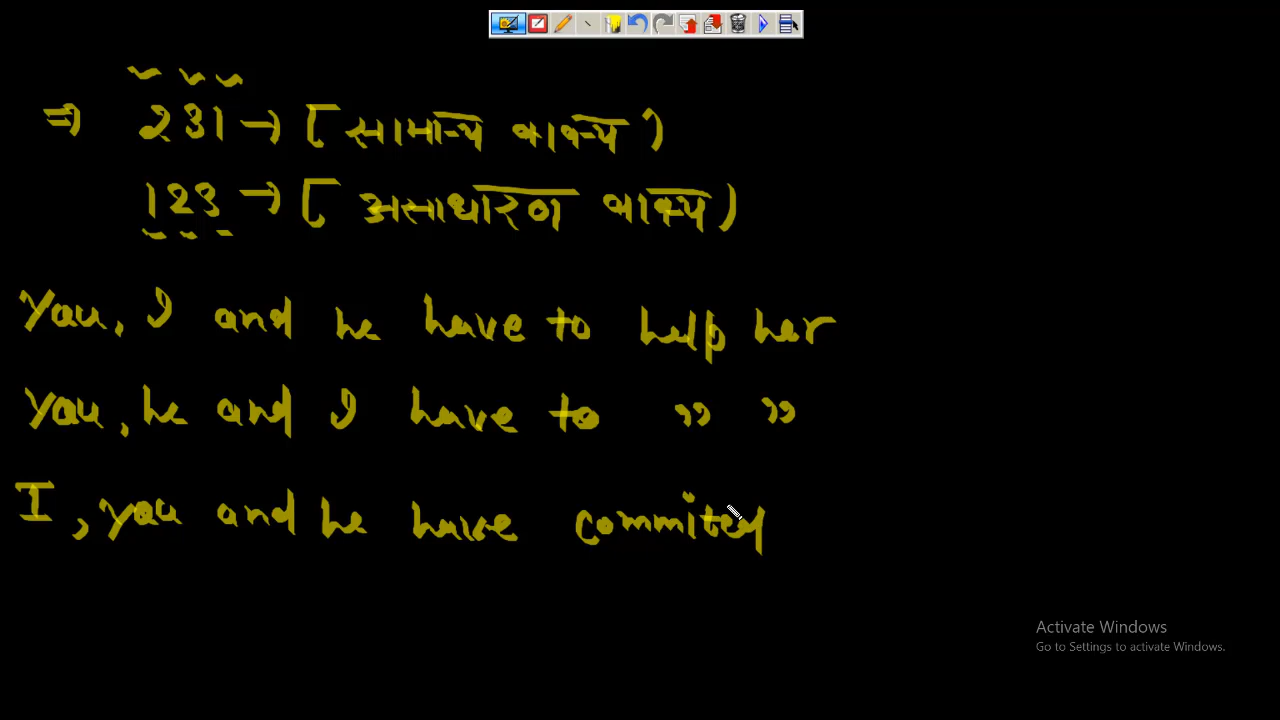 ⇒ 231 → [सामान्य वाक्य)
123 → [असाधारण वाक्य)
You, I and he have to help her
You, he and I have to " "
I, you and he have commited
Activate Windows
Go to Settings to activate Windows.